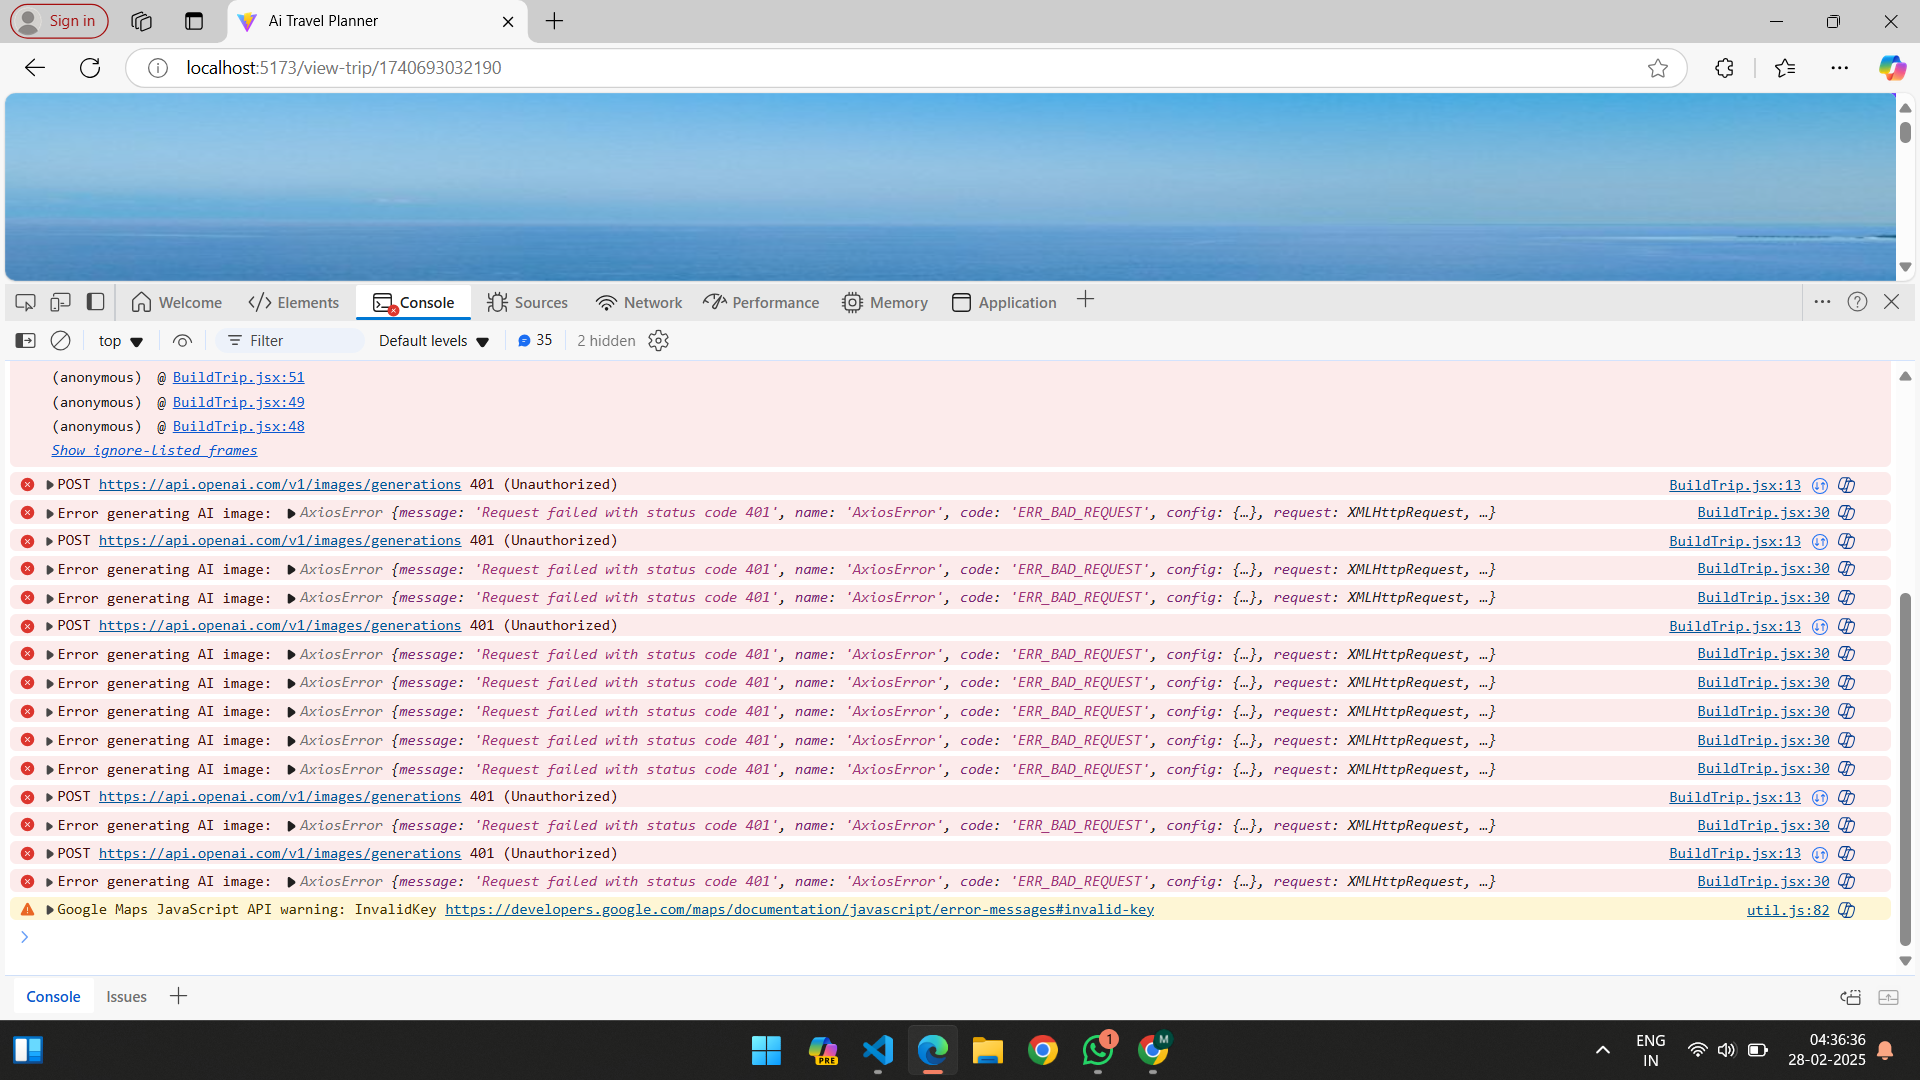 Sign in
Ai Travel Planner
localhost:5173/view-trip/1740693032190
Welcome
Elements
Console
Sources
Network
Performance
Memory
Application
top
Filter
Default levels
35
2 hidden
(anonymous) @ BuildTrip.jsx:51
(anonymous) @ BuildTrip.jsx:49
(anonymous) @ BuildTrip.jsx:48
Show ignore-listed frames
POST https://api.openai.com/v1/images/generations 401 (Unauthorized) BuildTrip.jsx:13
Error generating AI image: AxiosError {message: 'Request failed with status code 401', name: 'AxiosError', code: 'ERR_BAD_REQUEST', config: {…}, request: XMLHttpRequest, …} BuildTrip.jsx:30
POST https://api.openai.com/v1/images/generations 401 (Unauthorized) BuildTrip.jsx:13
Error generating AI image: AxiosError {message: 'Request failed with status code 401', name: 'AxiosError', code: 'ERR_BAD_REQUEST', config: {…}, request: XMLHttpRequest, …} BuildTrip.jsx:30
Error generating AI image: AxiosError {message: 'Request failed with status code 401', name: 'AxiosError', code: 'ERR_BAD_REQUEST', config: {…}, request: XMLHttpRequest, …} BuildTrip.jsx:30
POST https://api.openai.com/v1/images/generations 401 (Unauthorized) BuildTrip.jsx:13
Error generating AI image: AxiosError {message: 'Request failed with status code 401', name: 'AxiosError', code: 'ERR_BAD_REQUEST', config: {…}, request: XMLHttpRequest, …} BuildTrip.jsx:30
Error generating AI image: AxiosError {message: 'Request failed with status code 401', name: 'AxiosError', code: 'ERR_BAD_REQUEST', config: {…}, request: XMLHttpRequest, …} BuildTrip.jsx:30
Error generating AI image: AxiosError {message: 'Request failed with status code 401', name: 'AxiosError', code: 'ERR_BAD_REQUEST', config: {…}, request: XMLHttpRequest, …} BuildTrip.jsx:30
Error generating AI image: AxiosError {message: 'Request failed with status code 401', name: 'AxiosError', code: 'ERR_BAD_REQUEST', config: {…}, request: XMLHttpRequest, …} BuildTrip.jsx:30
Error generating AI image: AxiosError {message: 'Request failed with status code 401', name: 'AxiosError', code: 'ERR_BAD_REQUEST', config: {…}, request: XMLHttpRequest, …} BuildTrip.jsx:30
POST https://api.openai.com/v1/images/generations 401 (Unauthorized) BuildTrip.jsx:13
Error generating AI image: AxiosError {message: 'Request failed with status code 401', name: 'AxiosError', code: 'ERR_BAD_REQUEST', config: {…}, request: XMLHttpRequest, …} BuildTrip.jsx:30
POST https://api.openai.com/v1/images/generations 401 (Unauthorized) BuildTrip.jsx:13
Error generating AI image: AxiosError {message: 'Request failed with status code 401', name: 'AxiosError', code: 'ERR_BAD_REQUEST', config: {…}, request: XMLHttpRequest, …} BuildTrip.jsx:30
Google Maps JavaScript API warning: InvalidKey https://developers.google.com/maps/documentation/javascript/error-messages#invalid-key util.js:82
Console
Issues
PRE
1
M
ENG
IN
04:36:36
28-02-2025